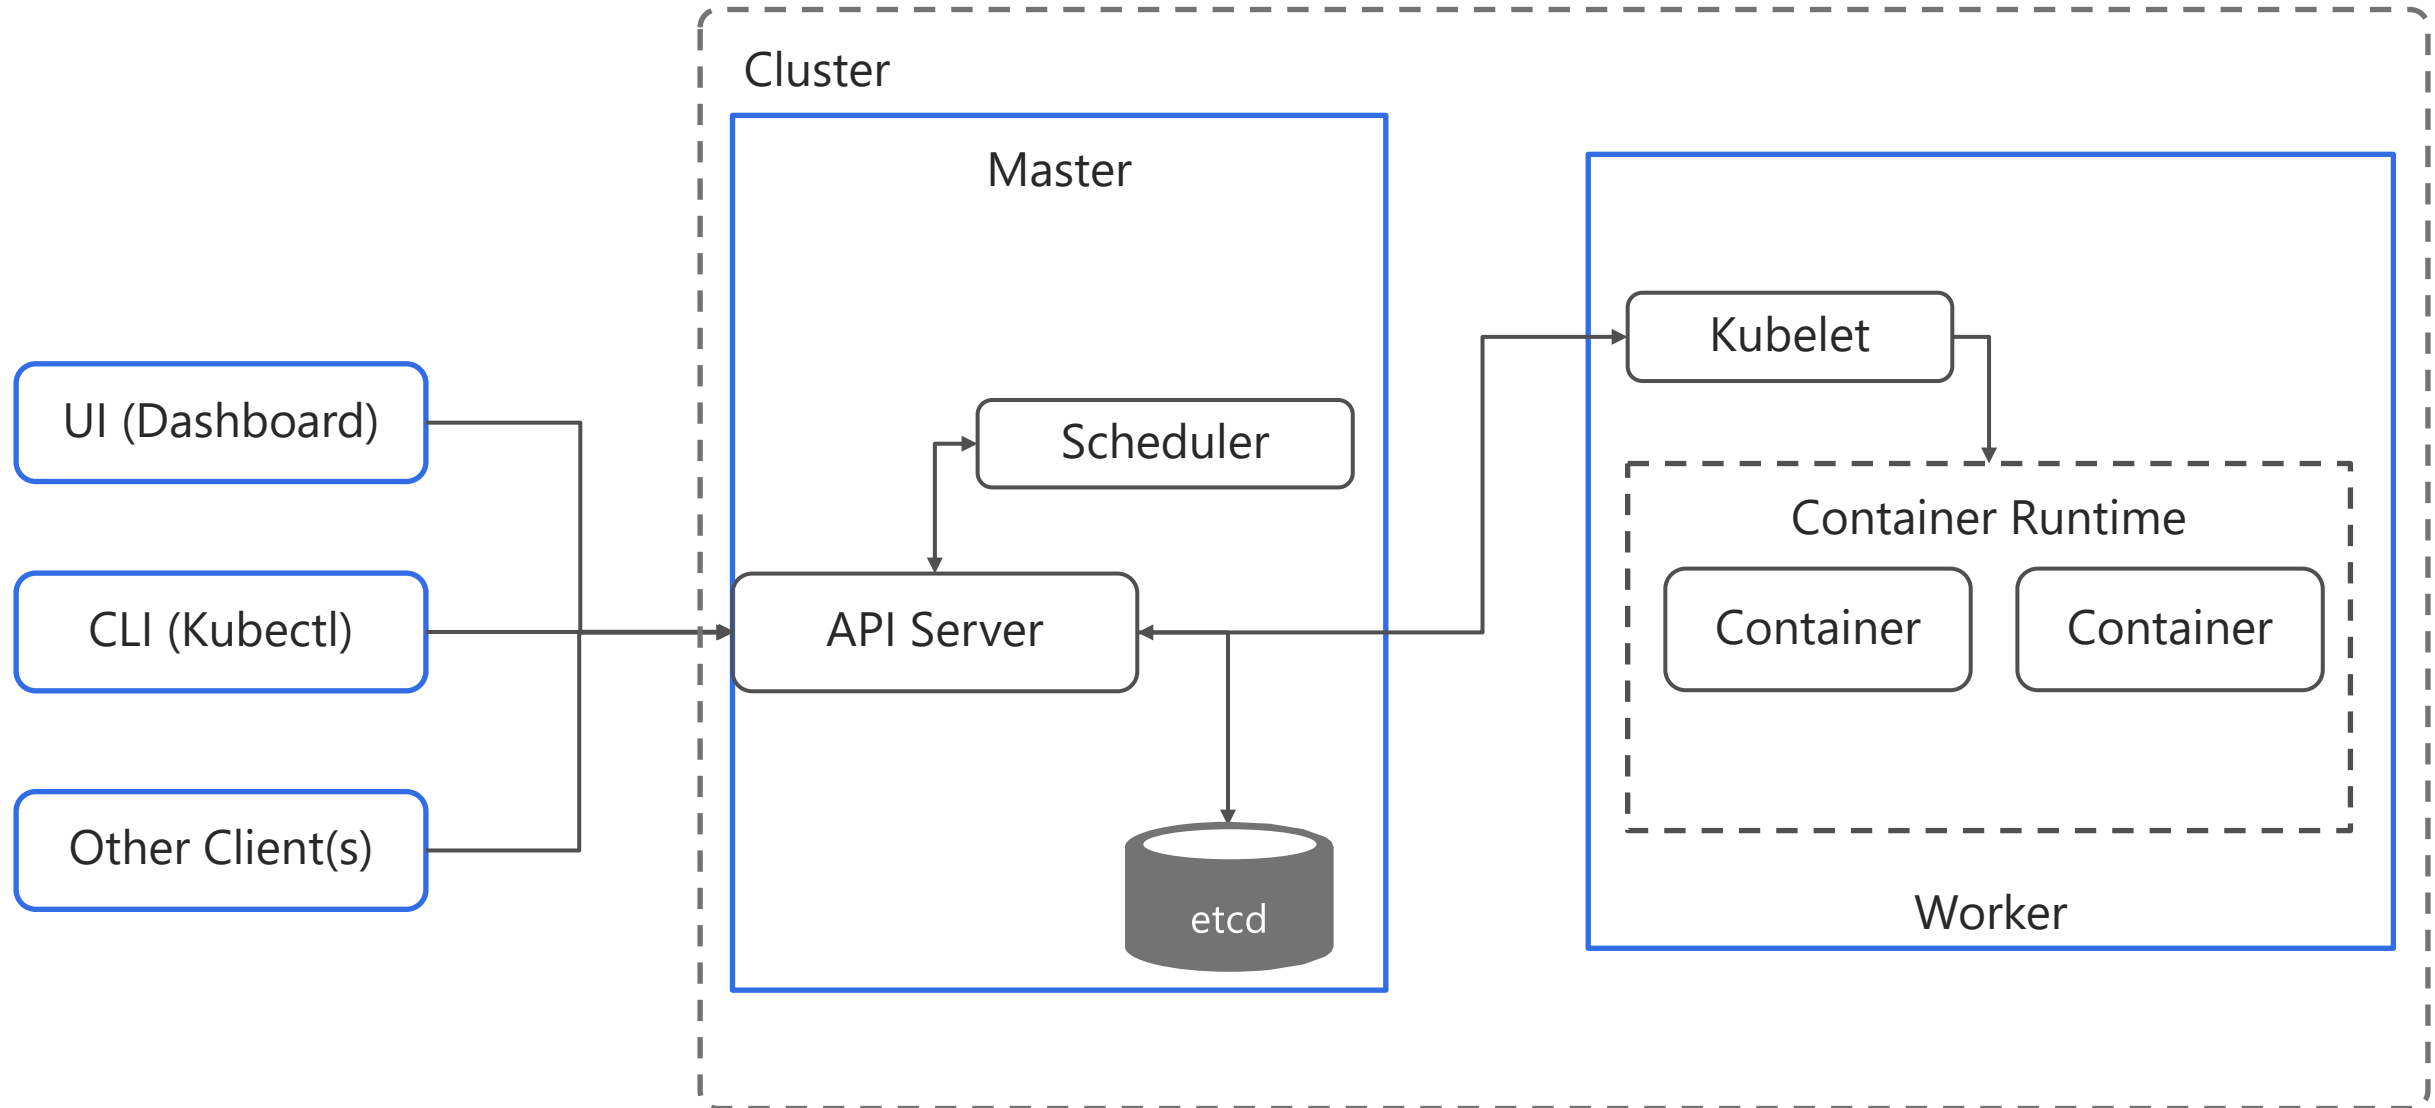 Cluster
Master
Kubelet
UI (Dashboard)
Scheduler
Container Runtime
CLI (Kubectl)
API Server
Container
Container
Other Client(s)
etcd
Worker